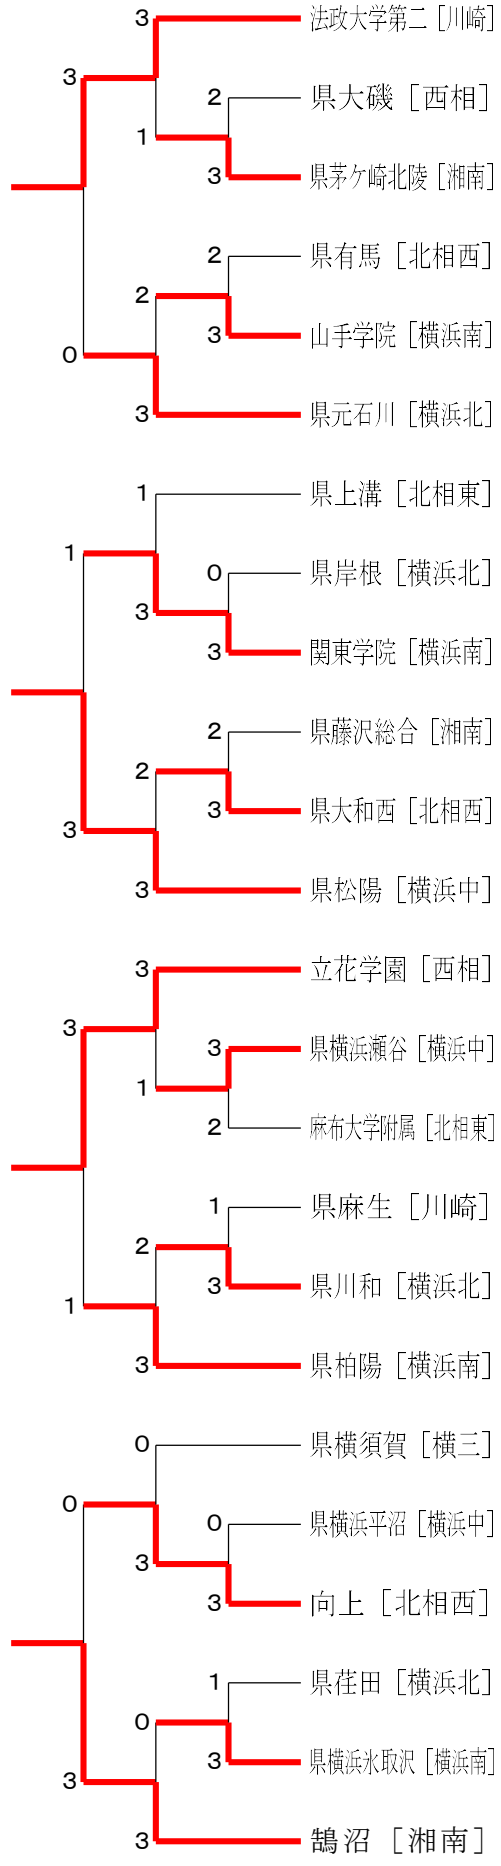 3 法政大学第二［川崎］
3
2 県大磯［西相］
1
3 県茅ケ崎北陵［湘南］
2 県有馬［北相西］
2
3 山手学院［横浜南］
0
3 県元石川［横浜北］
1 県上溝［北相東］
1
0 県岸根［横浜北］
3
3 関東学院［横浜南］
2 県藤沢総合［湘南］
2
3 県大和西［北相西］
3
3 県松陽［横浜中］
3 立花学園［西相］
3
3 県横浜瀬谷［横浜中］
1
2 麻布大学附属［北相東］
1 県麻生［川崎］
2
3 県川和［横浜北］
1
3 県柏陽［横浜南］
0 県横須賀［横三］
0
0 県横浜平沼［横浜中］
3
3 向上［北相西］
1 県荏田［横浜北］
0
3 県横浜氷取沢［横浜南］
3
3 鵠沼［湘南］